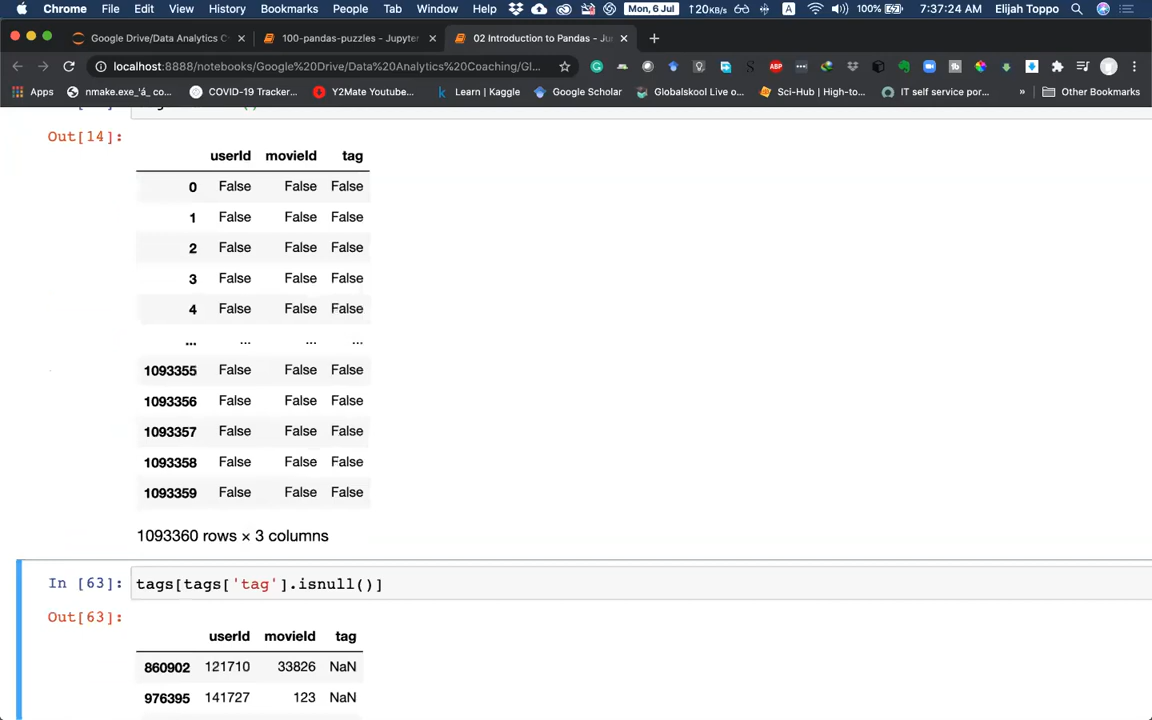 Chrome File Edit View History Bookmarks People Tab Window Help Mon, 6 Jul ↑20KB/s A 100% 7:37:24 Elijah Toppo
Google Drive/Data Analytics C 100-pandas-puzzles - Jupyter 02 Introduction to Pandas - Ju
localhost:8888/notebooks/Google%20Drive/Data%20Analytics%20Coaching/Gl... ABP
Apps nmake.exe_'á_ co... COVID-19 Tracker... Y2Mate Youtube... Learn | Kaggle Google Scholar Globalskool Live o... Sci-Hub | High-to... IT self service por... » Other Bookmarks
Out[14]:
userId movieId tag
0 False False False
1 False False False
2 False False False
3 False False False
4 False False False
... ... ... ...
1093355 False False False
1093356 False False False
1093357 False False False
1093358 False False False
1093359 False False False
1093360 rows × 3 columns
In [63]: tags[tags['tag'].isnull()]
Out[63]:
userId movieId tag
860902 121710 33826 NaN
976395 141727 123 NaN